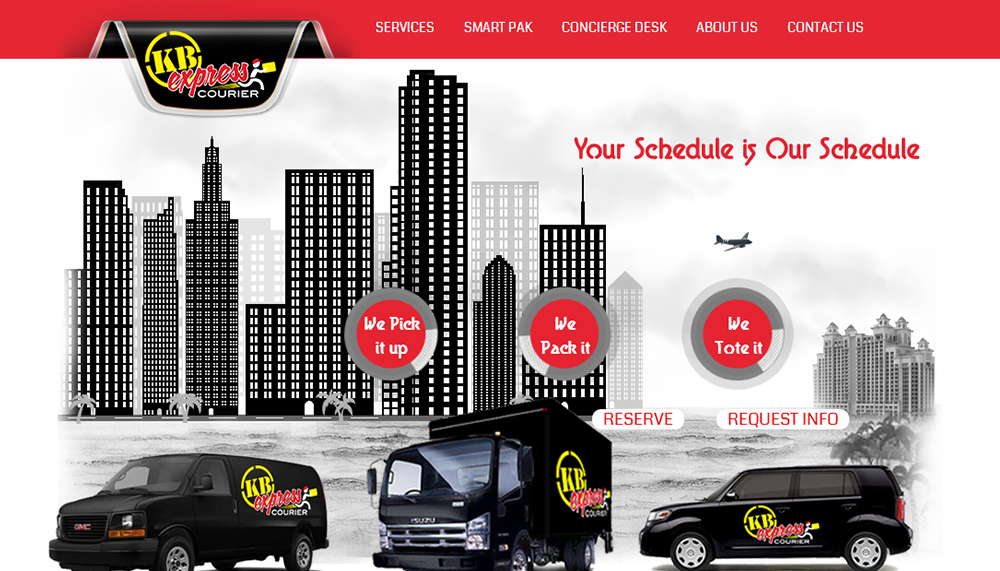 SERVICES SMART PAK CONCIERGE DESK ABOUT US CONTACT US
KB
express
COURIER
Your Schedule is Our Schedule
We Pick
it up
We
Pack it
We
Tote it
RESERVE REQUEST INFO
KB
express
COURIER
GMC
ISUZU
KB
express
COURIER
KB
express
COURIER